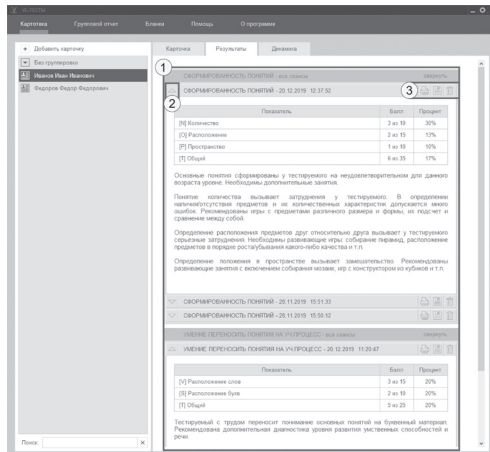 Картотека Групповой отчет Бланки Помощь О программе
Добавить карточку
Без группировки
Иванов Иван Иванович
Федоров Федор Федорович
Карточка Результаты Динамика
1
СФОРМИРОВАННОСТЬ ПОНЯТИЙ - все сеансы свернуть
2
СФОРМИРОВАННОСТЬ ПОНЯТИЙ - 20.12.2019 12:37:52
3
Показатель Балл Процент
[N] Количество 3 из 10 30%
[O] Расположение 2 из 15 13%
[P] Пространство 1 из 10 10%
[T] Общий 6 из 35 17%
Основные понятия сформированы у тестируемого на неудовлетворительном для данного
возраста уровне. Необходимы дополнительные занятия.
Понятие количества вызывает затруднения у тестируемого. В определении
наличия/отсутствия предметов и их количественных характеристик допускается много
ошибок. Рекомендованы игры с предметами различного размера и формы, их подсчет и
сравнение между собой.
Определение расположения предметов друг относительно друга вызывает у тестируемого
серьезные затруднения. Необходимы развивающие игры: собирание пирамид, расположение
предметов в порядке роста/убывания какого-либо качества и т.п.
Определение положения в пространстве вызывает замешательство. Рекомендованы
развивающие занятия с включением собирания мозаик, игр с конструктором из кубиков и т.п.
СФОРМИРОВАННОСТЬ ПОНЯТИЙ - 28.11.2019 15:51:33
СФОРМИРОВАННОСТЬ ПОНЯТИЙ - 28.11.2019 15:50:12
УМЕНИЕ ПЕРЕНОСИТЬ ПОНЯТИЯ НА УЧ.ПРОЦЕСС - все сеансы свернуть
УМЕНИЕ ПЕРЕНОСИТЬ ПОНЯТИЯ НА УЧ.ПРОЦЕСС - 20.12.2019 11:20:47
Показатель Балл Процент
[V] Расположение слов 3 из 15 20%
[S] Расположение букв 2 из 10 20%
[T] Общий 5 из 25 20%
Тестируемый с трудом переносит понимание основных понятий на буквенный материал.
Рекомендована дополнительная диагностика уровня развития умственных способностей и
речи.
Поиск: